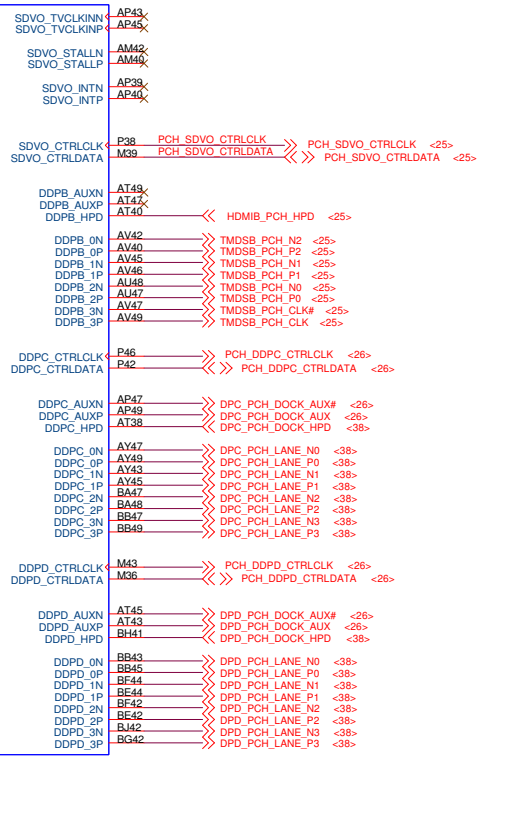 SDVO_TVCLKINN AP43
SDVO_TVCLKINP AP45
SDVO_STALLN AM42
SDVO_STALLP AM40
SDVO_INTN AP39
SDVO_INTP AP40
SDVO_CTRLCLK P38 PCH_SDVO_CTRLCLK PCH_SDVO_CTRLCLK <25>
SDVO_CTRLDATA M39 PCH_SDVO_CTRLDATA PCH_SDVO_CTRLDATA <25>
DDPB_AUXN AT49
DDPB_AUXP AT47
DDPB_HPD AT40 HDMIB_PCH_HPD <25>
DDPB_0N AV42 TMDSB_PCH_N2 <25>
DDPB_0P AV40 TMDSB_PCH_P2 <25>
DDPB_1N AV45 TMDSB_PCH_N1 <25>
DDPB_1P AV46 TMDSB_PCH_P1 <25>
DDPB_2N AU48 TMDSB_PCH_N0 <25>
DDPB_2P AU47 TMDSB_PCH_P0 <25>
DDPB_3N AV47 TMDSB_PCH_CLK# <25>
DDPB_3P AV49 TMDSB_PCH_CLK <25>
DDPC_CTRLCLK P46 PCH_DDPC_CTRLCLK <26>
DDPC_CTRLDATA P42 PCH_DDPC_CTRLDATA <26>
DDPC_AUXN AP47 DPC_PCH_DOCK_AUX# <26>
DDPC_AUXP AP49 DPC_PCH_DOCK_AUX <26>
DDPC_HPD AT38 DPC_PCH_DOCK_HPD <38>
DDPC_0N AY47 DPC_PCH_LANE_N0 <38>
DDPC_0P AY49 DPC_PCH_LANE_P0 <38>
DDPC_1N AY43 DPC_PCH_LANE_N1 <38>
DDPC_1P AY45 DPC_PCH_LANE_P1 <38>
DDPC_2N BA47 DPC_PCH_LANE_N2 <38>
DDPC_2P BA48 DPC_PCH_LANE_P2 <38>
DDPC_3N BB47 DPC_PCH_LANE_N3 <38>
DDPC_3P BB49 DPC_PCH_LANE_P3 <38>
DDPD_CTRLCLK M43 PCH_DDPD_CTRLCLK <26>
DDPD_CTRLDATA M36 PCH_DDPD_CTRLDATA <26>
DDPD_AUXN AT45 DPD_PCH_DOCK_AUX# <26>
DDPD_AUXP AT43 DPD_PCH_DOCK_AUX <26>
DDPD_HPD BH41 DPD_PCH_DOCK_HPD <38>
DDPD_0N BB43 DPD_PCH_LANE_N0 <38>
DDPD_0P BB45 DPD_PCH_LANE_P0 <38>
DDPD_1N BF44 DPD_PCH_LANE_N1 <38>
DDPD_1P BE44 DPD_PCH_LANE_P1 <38>
DDPD_2N BF42 DPD_PCH_LANE_N2 <38>
DDPD_2P BE42 DPD_PCH_LANE_P2 <38>
DDPD_3N BJ42 DPD_PCH_LANE_N3 <38>
DDPD_3P BG42 DPD_PCH_LANE_P3 <38>